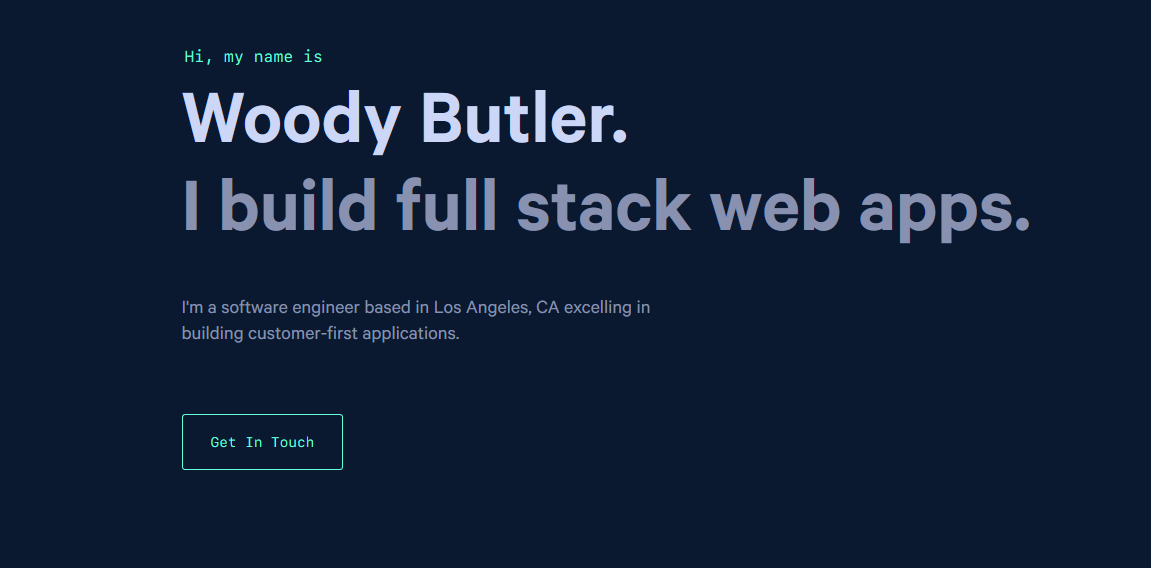 Hi, my name is
Woody Butler.
I build full stack web apps.
I'm a software engineer based in Los Angeles, CA excelling in
building customer-first applications.
Get In Touch